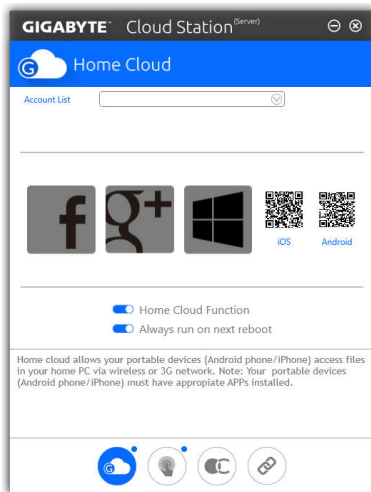 GIGABYTE™ Cloud Station (Server)
G Home Cloud
Account List
f g+
iOS Android
Home Cloud Function
Always run on next reboot
Home cloud allows your portable devices (Android phone/iPhone) access files
in your home PC via wireless or 3G network. Note: Your portable devices
(Android phone/iPhone) must have appropiate APPs installed.
G